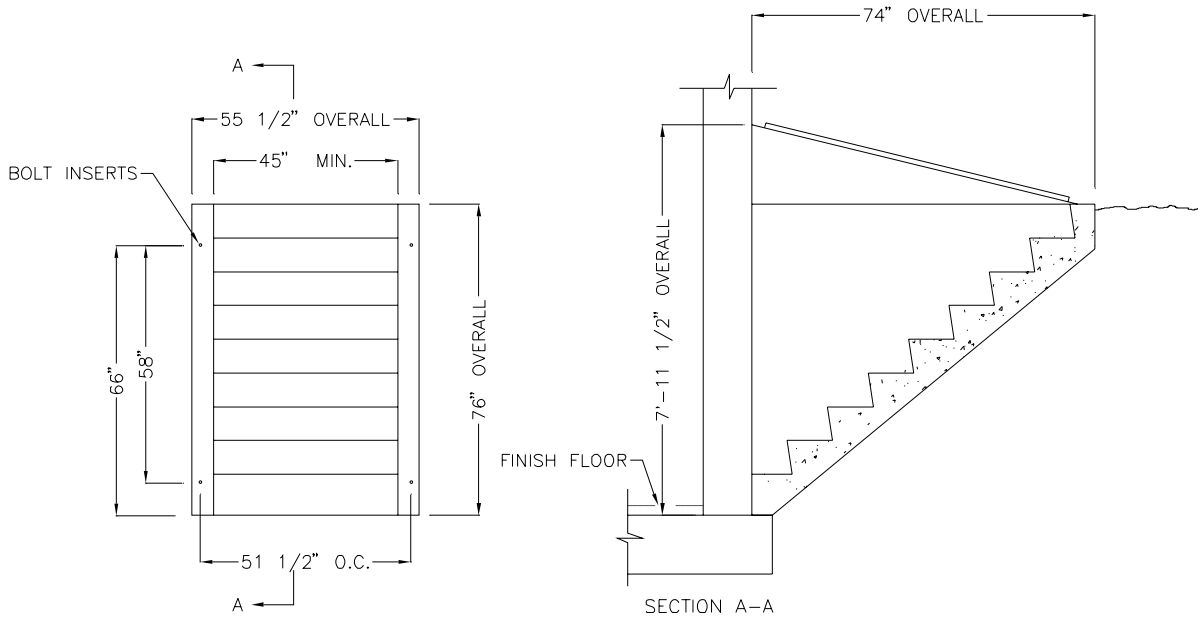 A
55 1/2” OVERALL
45” MIN.
BOLT INSERTS
66”
58”
76” OVERALL
51 1/2” O.C.
A
74” OVERALL
7’-11 1/2” OVERALL
FINISH FLOOR
SECTION A-A